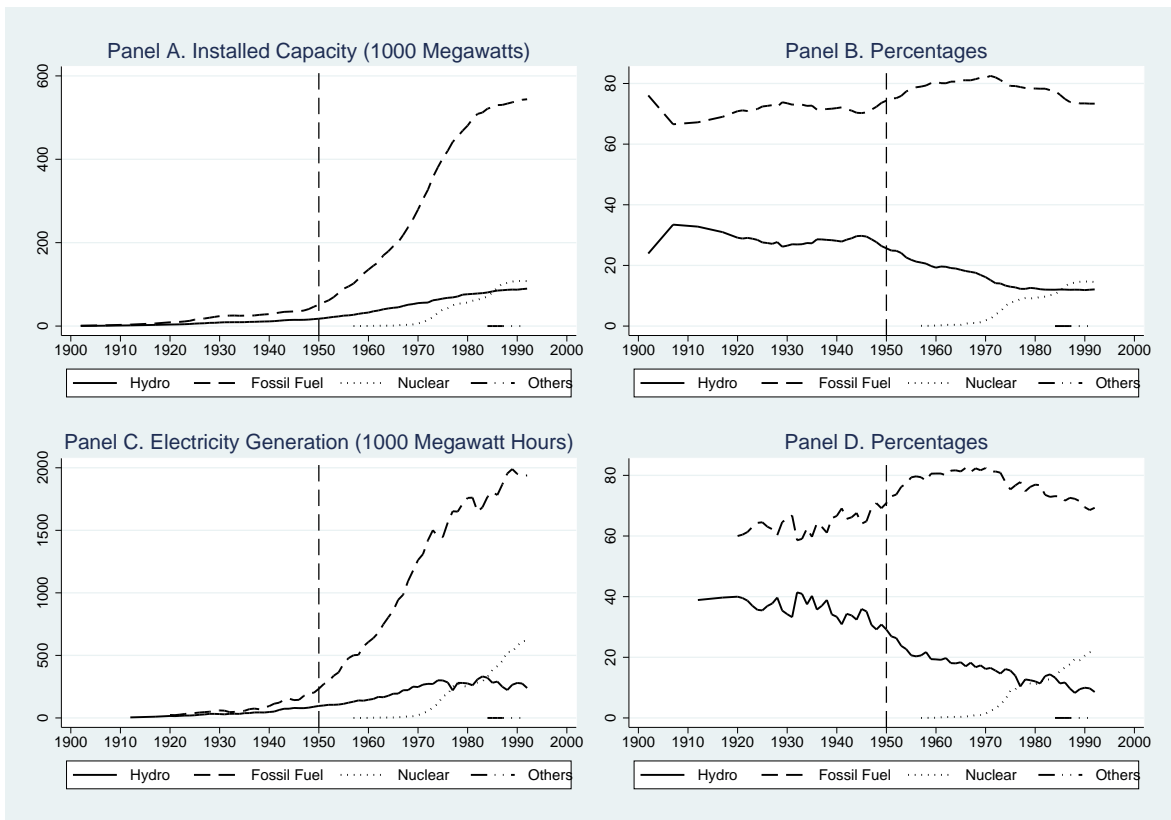 Panel A. Installed Capacity (1000 Megawatts)
600
400
200
0
1900 1910 1920 1930 1940 1950 1960 1970 1980 1990 2000
Hydro Fossil Fuel Nuclear Others
Panel B. Percentages
80
60
40
20
0
1900 1910 1920 1930 1940 1950 1960 1970 1980 1990 2000
Hydro Fossil Fuel Nuclear Others
Panel C. Electricity Generation (1000 Megawatt Hours)
2000
1500
1000
500
0
1900 1910 1920 1930 1940 1950 1960 1970 1980 1990 2000
Hydro Fossil Fuel Nuclear Others
Panel D. Percentages
80
60
40
20
0
1900 1910 1920 1930 1940 1950 1960 1970 1980 1990 2000
Hydro Fossil Fuel Nuclear Others